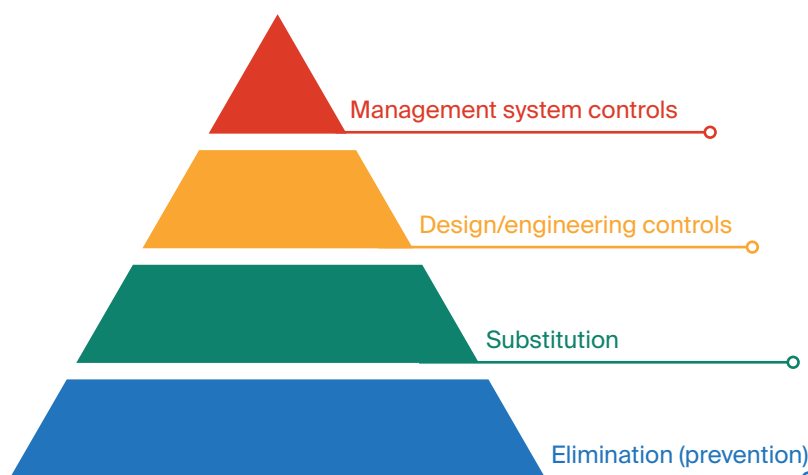 Management system controls
Design/engineering controls
Substitution
Elimination (prevention)